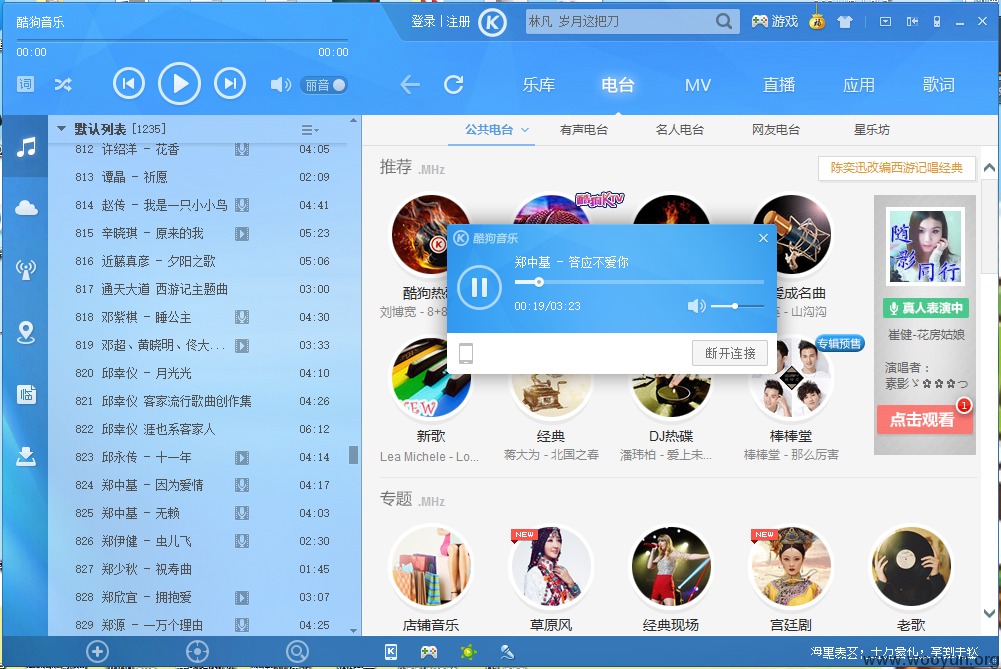 酷狗音乐
登录 | 注册
林凡 岁月这把刀
游戏
00:00
00:00
词
丽音
乐库
电台
MV
直播
应用
歌词
默认列表 [1235]
812 许绍洋 - 花香 04:05
813 谭晶 - 祈愿 02:09
814 赵传 - 我是一只小小鸟 04:41
815 辛晓琪 - 原来的我 05:23
816 近藤真彦 - 夕阳之歌 05:06
817 通天大道 西游记主题曲 03:00
818 邓紫棋 - 睡公主 04:30
819 邓超、黄晓明、佟大... 03:33
820 邱幸仪 - 月光光 04:10
821 邱幸仪 客家流行歌曲创作集 04:26
822 邱幸仪 涯也系客家人 06:12
823 邱永传 - 十一年 04:14
824 郑中基 - 因为爱情 04:17
825 郑中基 - 无赖 04:03
826 郑伊健 - 虫儿飞 02:30
827 郑少秋 - 祝寿曲 01:45
828 郑欣宜 - 拥抱爱 03:07
829 郑源 - 一万个理由 04:25
临
公共电台
有声电台
名人电台
网友电台
星乐坊
推荐 .MHz
陈奕迅改编西游记唱经典
酷狗KTV
酷狗热
刘博宽 - 8+8
成名曲
- 山沟沟
酷狗音乐
郑中基 - 答应不爱你
00:19/03:23
断开连接
专辑预售
NEW
新歌
Lea Michele - Lo...
经典
蒋大为 - 北国之春
DJ热碟
潘玮柏 - 爱上未...
棒棒堂
棒棒堂 - 那么厉害
随
影同行
真人表演中
崔健-花房姑娘
演唱者：
素影ゞ✿✿✿っ
点击观看
1
专题 .MHz
店铺音乐
NEW
草原风
经典现场
NEW
宫廷剧
老歌
www.wooyun.org